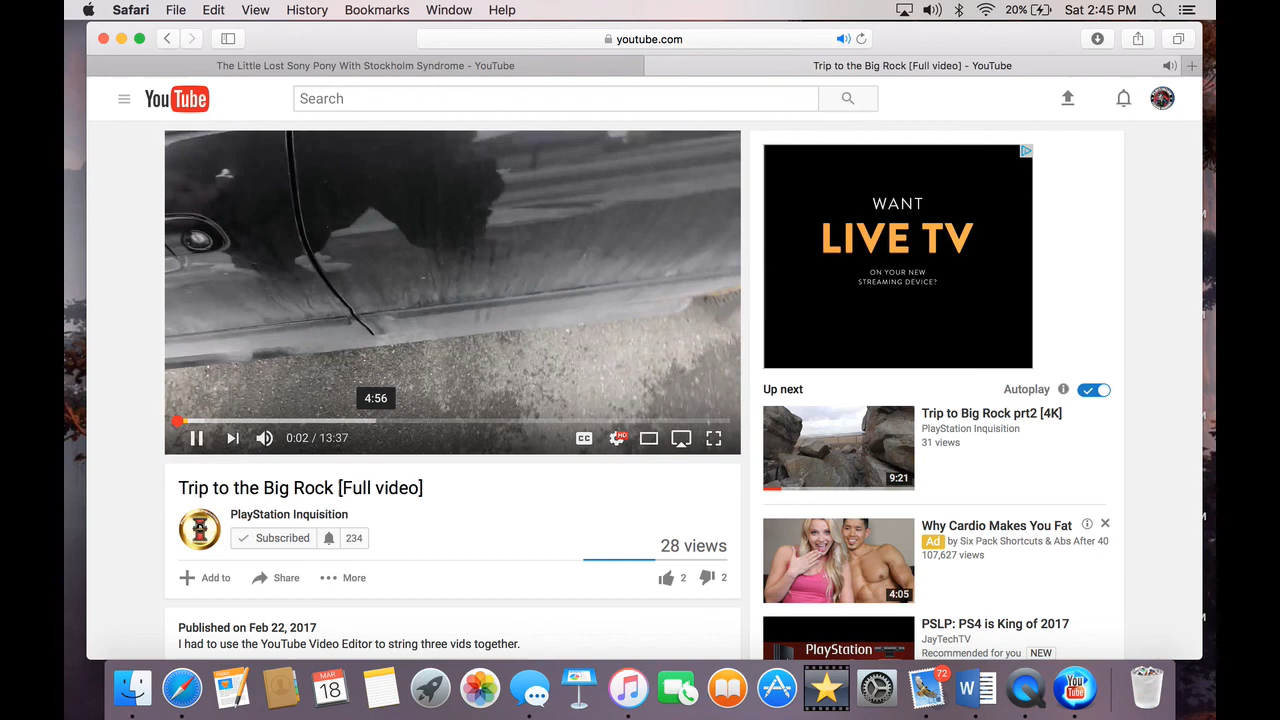 Safari File Edit View History Bookmarks Window Help 20% Sat 2:45 PM
youtube.com
The Little Lost Sony Pony With Stockholm Syndrome - YouTube Trip to the Big Rock [Full video] - YouTube
YouTube Search
WANT
LIVE TV
ON YOUR NEW
STREAMING DEVICE?
4:56
0:02 / 13:37 CC HD
Up next Autoplay
Trip to Big Rock prt2 [4K]
PlayStation Inquisition
31 views
9:21
Trip to the Big Rock [Full video]
PlayStation Inquisition
Subscribed 234
28 views
Add to Share More 2 2
Why Cardio Makes You Fat
Ad by Six Pack Shortcuts & Abs After 40
107,627 views
4:05
Published on Feb 22, 2017
I had to use the YouTube Video Editor to string three vids together.
PSLP: PS4 is King of 2017
JayTechTV
Recommended for you NEW
PlayStation
MAR
18
72
W
You
Tube